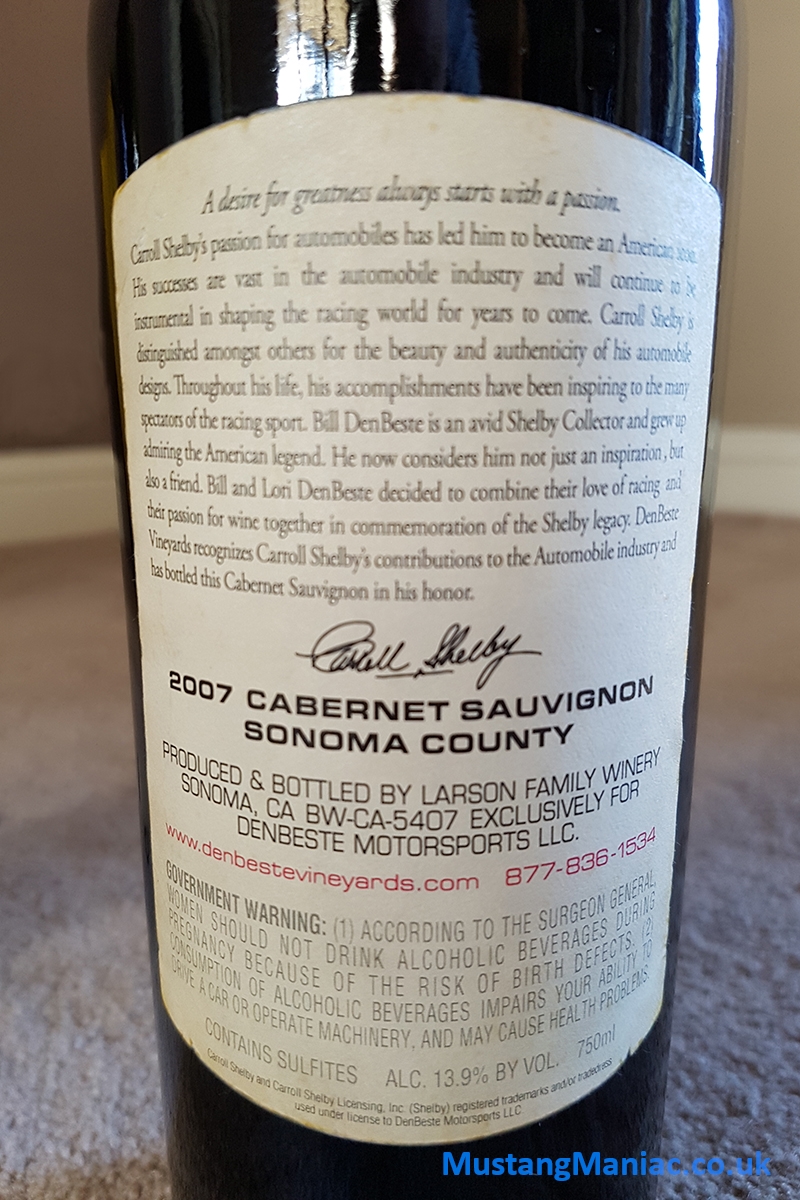 A desire for greatness always starts with a passion.
Carroll Shelby's passion for automobiles has led him to become an American icon.
His successes are vast in the automobile industry and will continue to be
instrumental in shaping the racing world for years to come. Carroll Shelby is
distinguished amongst others for the beauty and authenticity of his automobile
designs. Throughout his life, his accomplishments have been inspiring to the many
spectators of the racing sport. Bill DenBeste is an avid Shelby Collector and grew up
admiring the American legend. He now considers him not just an inspiration, but
also a friend. Bill and Lori DenBeste decided to combine their love of racing and
their passion for wine together in commemoration of the Shelby legacy. DenBeste
Vineyards recognizes Carroll Shelby's contributions to the Automobile industry and
has bottled this Cabernet Sauvignon in his honor.
Carroll Shelby
2007 CABERNET SAUVIGNON
SONOMA COUNTY
PRODUCED & BOTTLED BY LARSON FAMILY WINERY
SONOMA, CA BW-CA-5407 EXCLUSIVELY FOR
DENBESTE MOTORSPORTS LLC.
www.denbestevineyards.com 877-836-1534
GOVERNMENT WARNING: (1) ACCORDING TO THE SURGEON GENERAL,
WOMEN SHOULD NOT DRINK ALCOHOLIC BEVERAGES DURING
PREGNANCY BECAUSE OF THE RISK OF BIRTH DEFECTS. (2)
CONSUMPTION OF ALCOHOLIC BEVERAGES IMPAIRS YOUR ABILITY TO
DRIVE A CAR OR OPERATE MACHINERY, AND MAY CAUSE HEALTH PROBLEMS.
CONTAINS SULFITES ALC. 13.9% BY VOL. 750ml
Carroll Shelby and Carroll Shelby Licensing, Inc. (Shelby) registered trademarks and/or tradedress
used under license to DenBeste Motorsports LLC
MustangManiac.co.uk